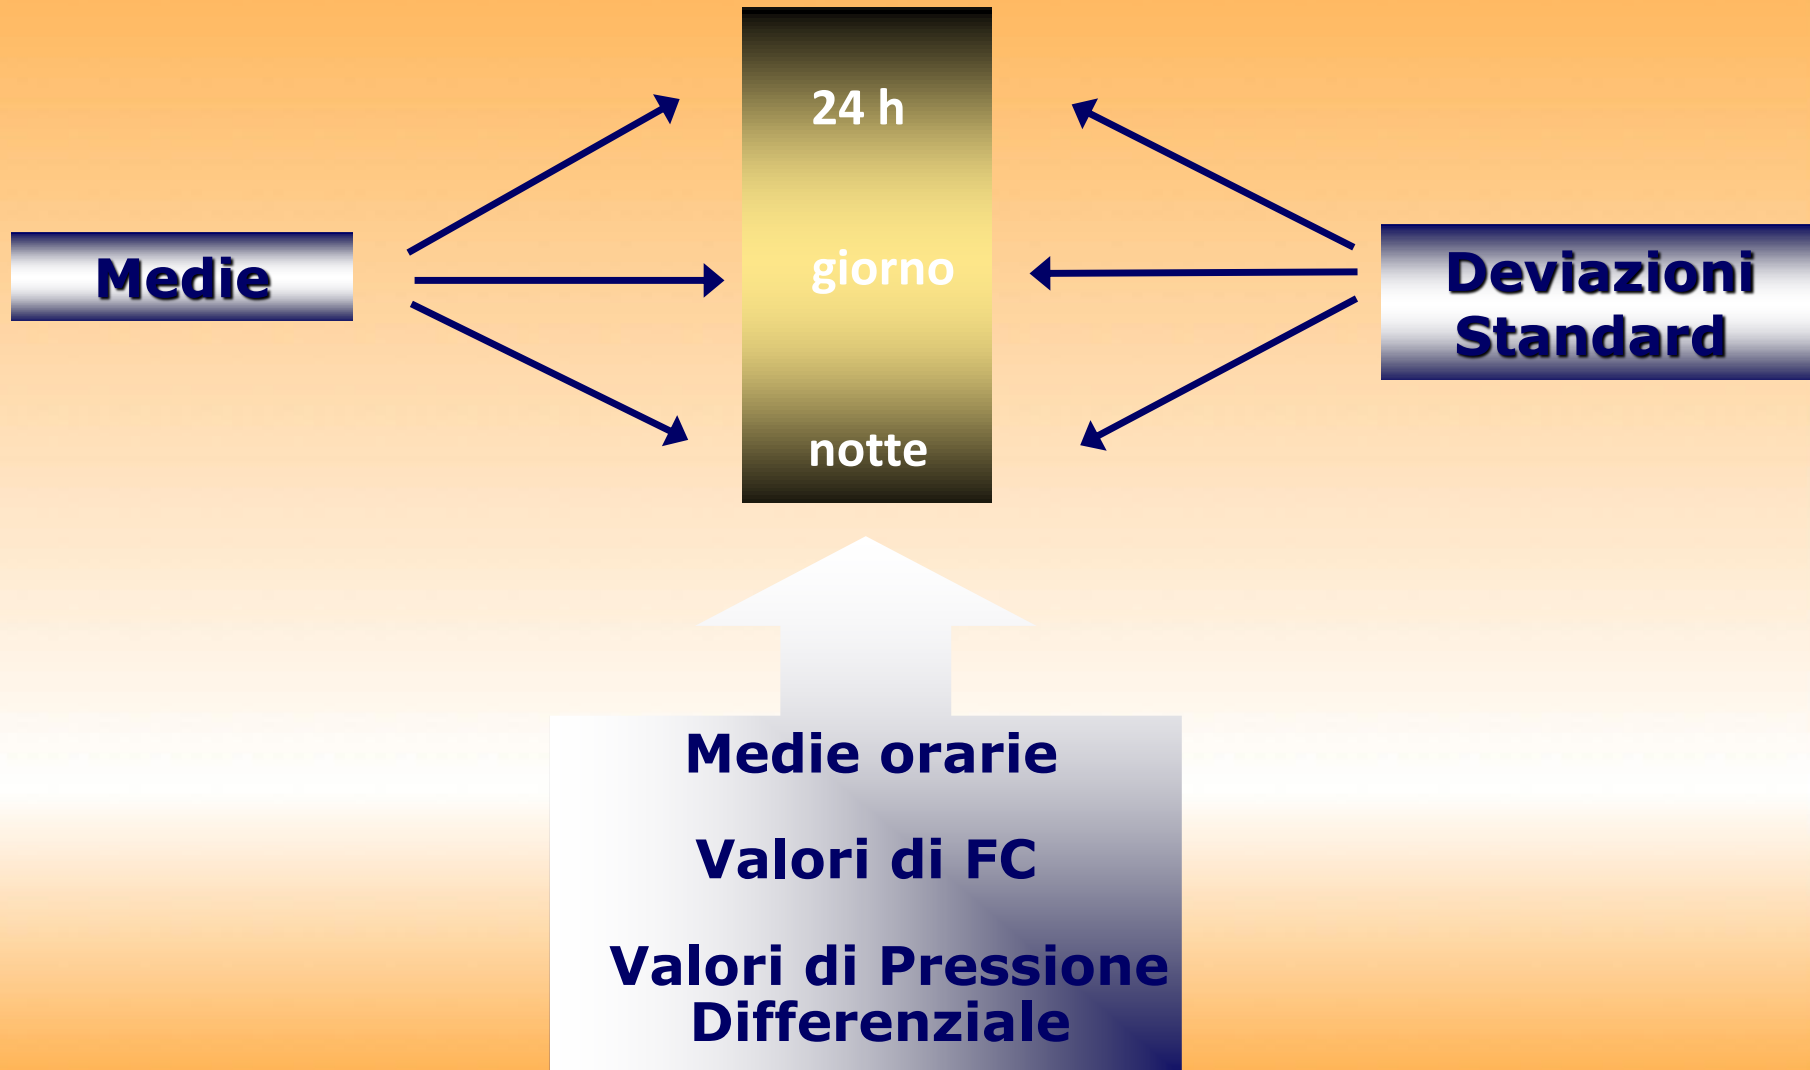 24 h
giorno
notte
Medie
Deviazioni
Standard
Medie orarie
Valori di FC
Valori di Pressione
Differenziale